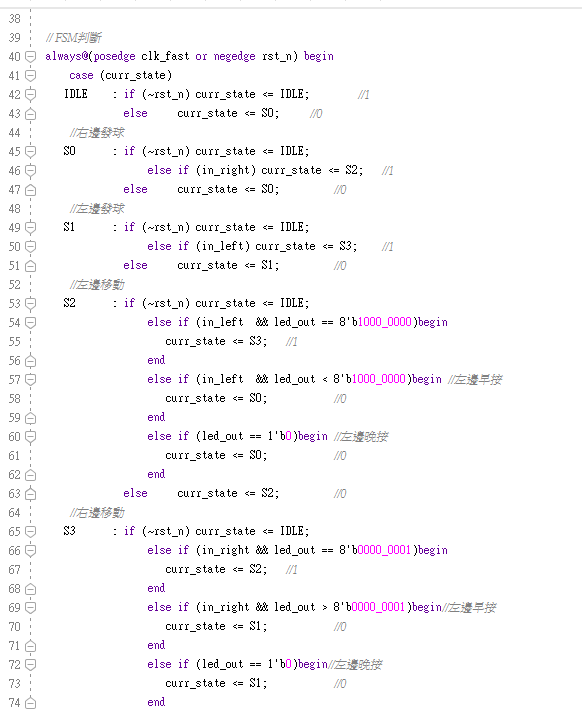 38
39 // FSM判斷
40 always@(posedge clk_fast or negedge rst_n) begin
41 case (curr_state)
42 IDLE : if (~rst_n) curr_state <= IDLE; //1
43 else curr_state <= S0; //0
44 //右邊發球
45 S0 : if (~rst_n) curr_state <= IDLE;
46 else if (in_right) curr_state <= S2; //1
47 else curr_state <= S0; //0
48 //左邊發球
49 S1 : if (~rst_n) curr_state <= IDLE;
50 else if (in_left) curr_state <= S3; //1
51 else curr_state <= S1; //0
52 //左邊移動
53 S2 : if (~rst_n) curr_state <= IDLE;
54 else if (in_left && led_out == 8'b1000_0000)begin
55 curr_state <= S3; //1
56 end
57 else if (in_left && led_out < 8'b1000_0000)begin //左邊早接
58 curr_state <= S0; //0
59 end
60 else if (led_out == 1'b0)begin //左邊晚接
61 curr_state <= S0; //0
62 end
63 else curr_state <= S2; //0
64 //右邊移動
65 S3 : if (~rst_n) curr_state <= IDLE;
66 else if (in_right && led_out == 8'b0000_0001)begin
67 curr_state <= S2; //1
68 end
69 else if (in_right && led_out > 8'b0000_0001)begin//左邊早接
70 curr_state <= S1; //0
71 end
72 else if (led_out == 1'b0)begin//左邊晚接
73 curr_state <= S1; //0
74 end